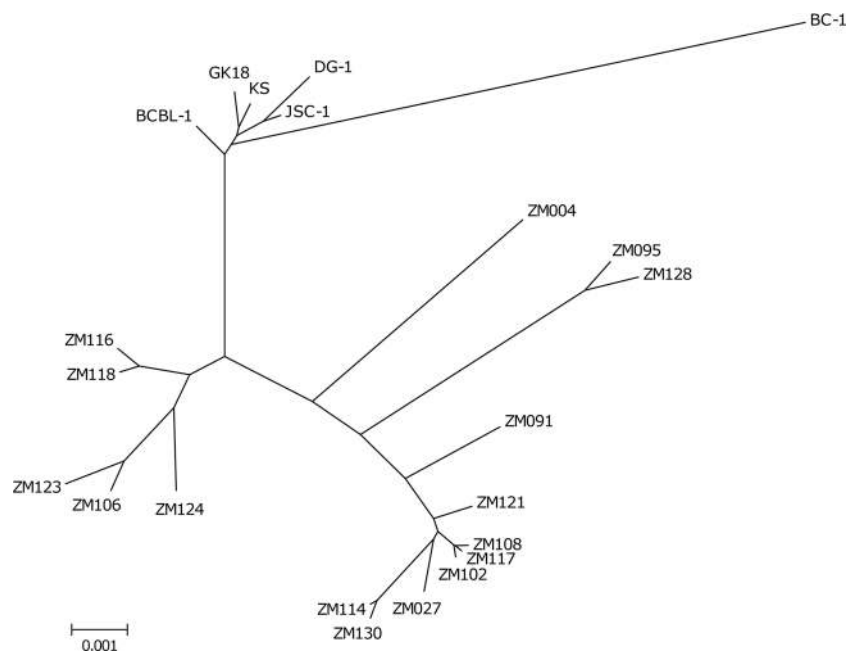 BC-1
DG-1
GK18
KS
JSC-1
BCBL-1
ZM004
ZM095
ZM128
ZM116
ZM118
ZM091
ZM123
ZM106
ZM124
ZM121
ZM108
ZM117
ZM102
ZM114
ZM027
ZM130
0.001